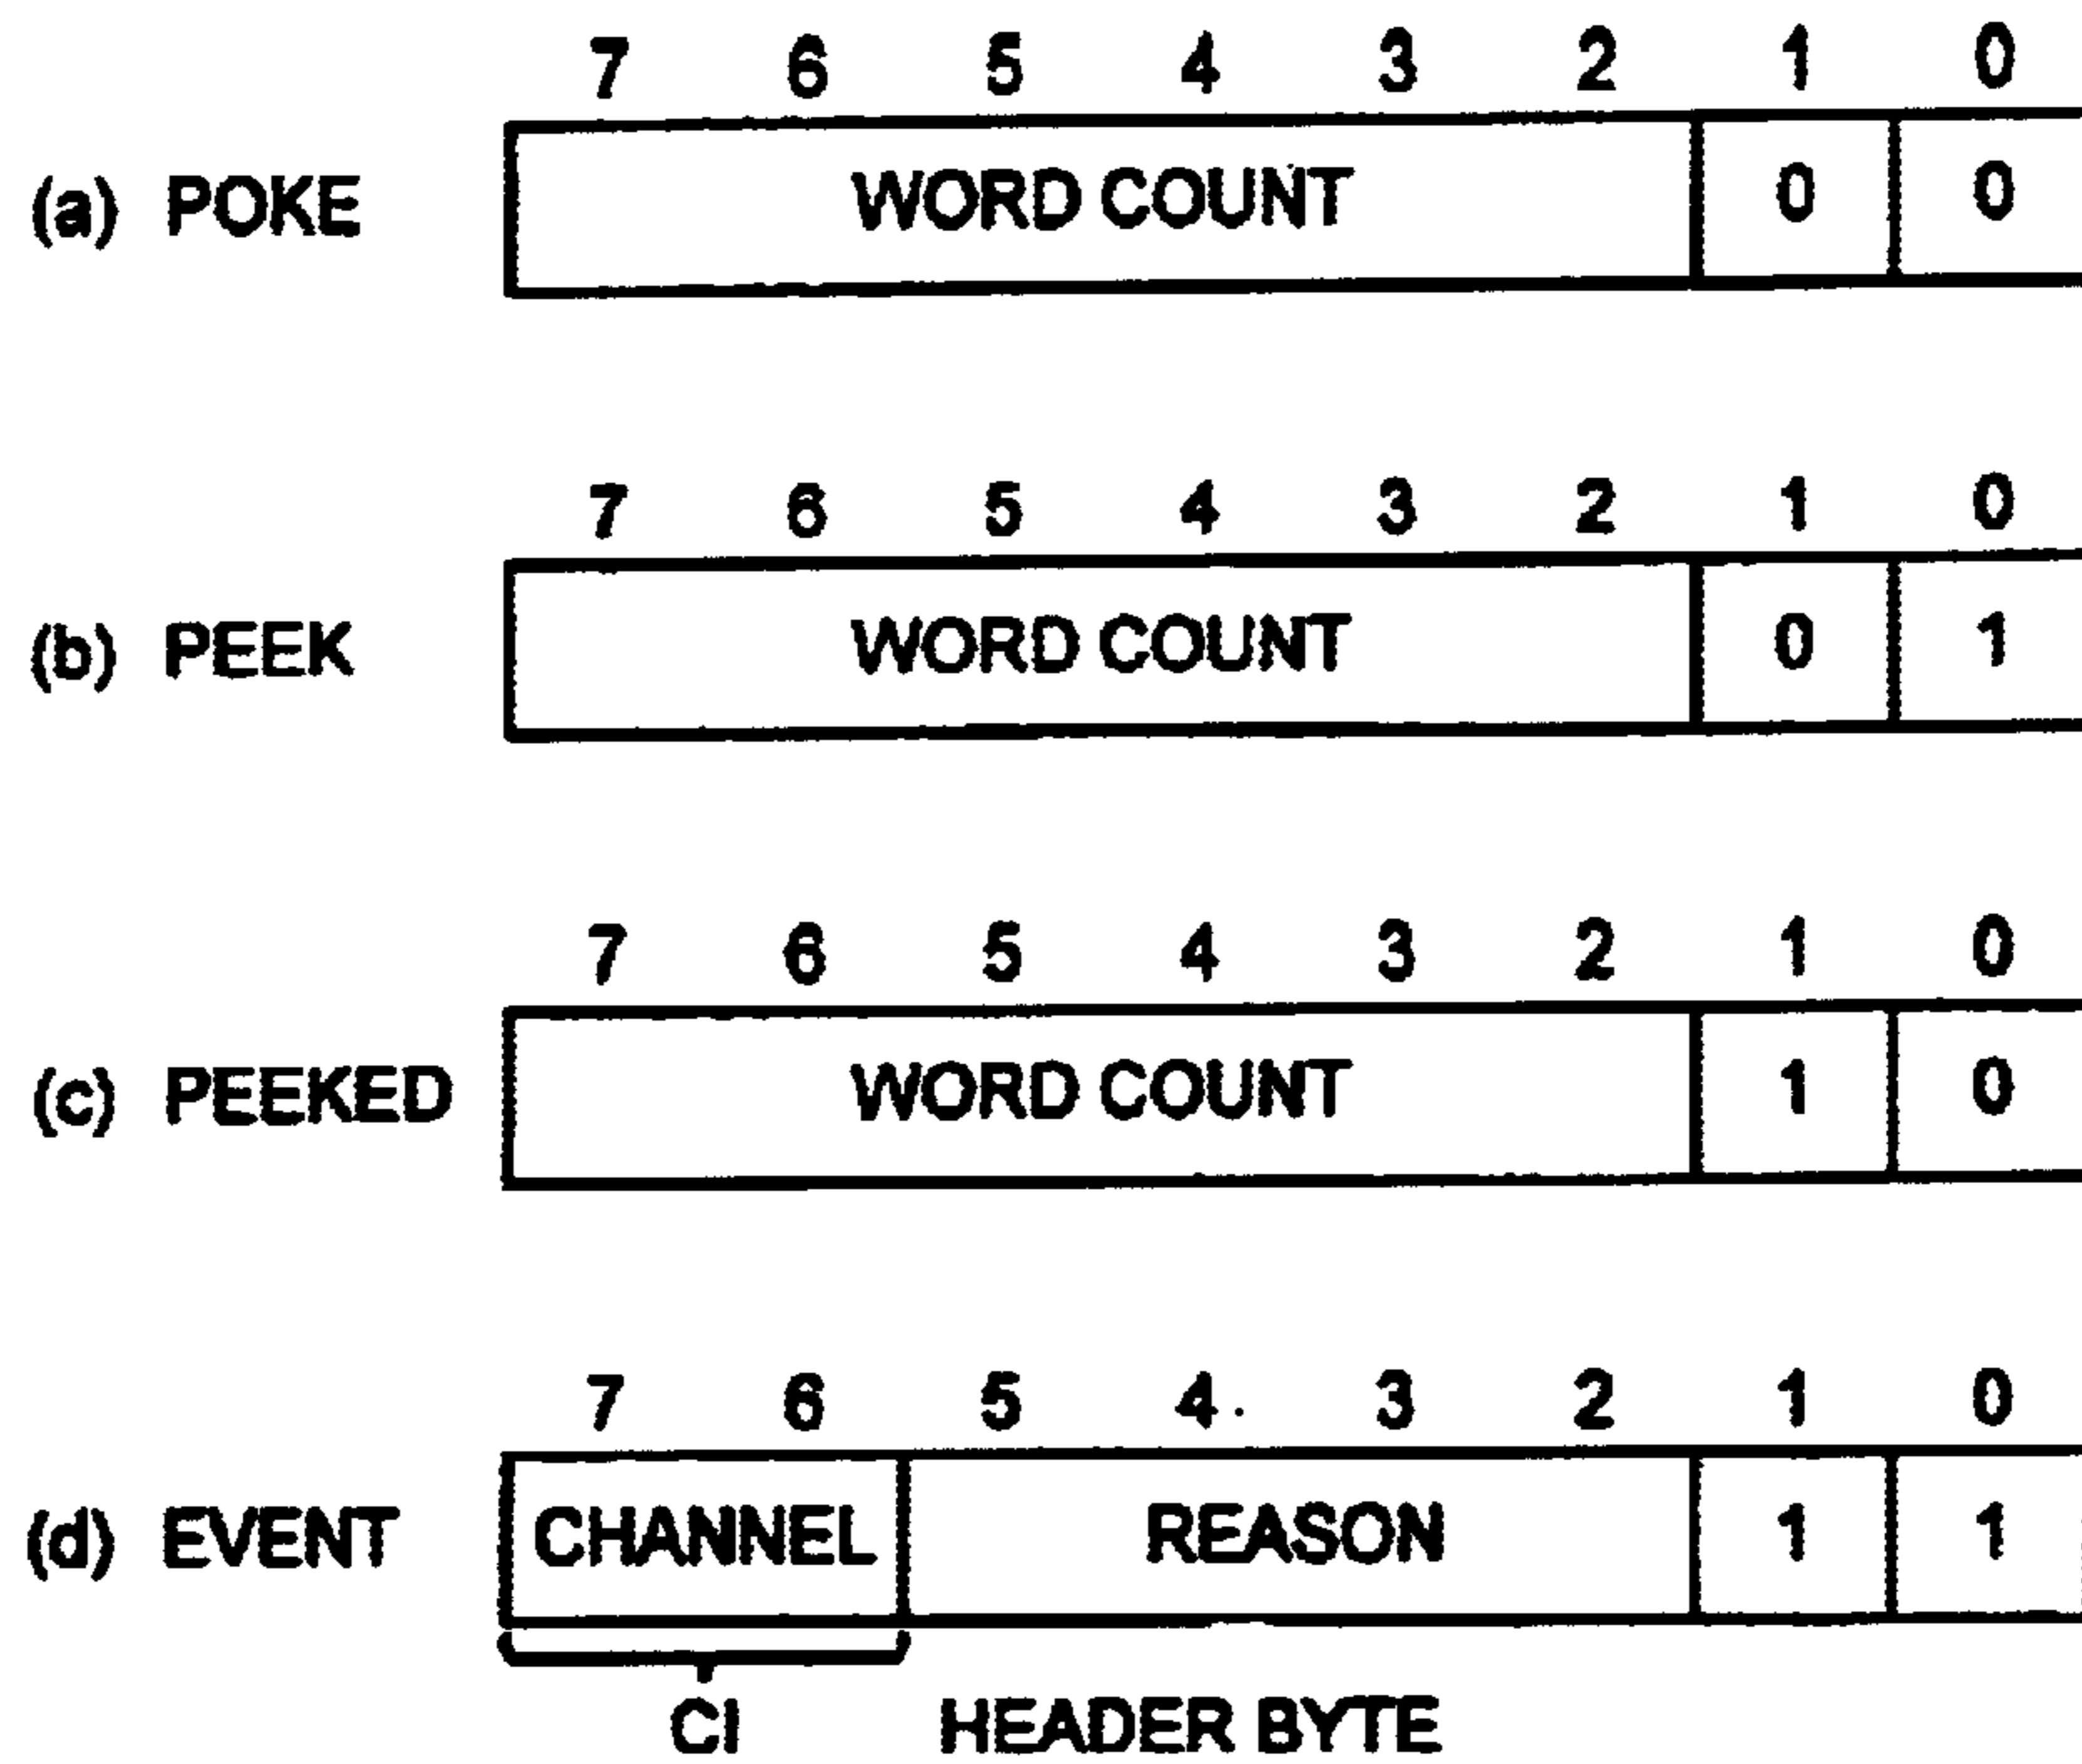 7 6 5 4 3 2 1 0
(a) POKE WORD COUNT 0 0
7 6 5 4 3 2 1 0
(b) PEEK WORD COUNT 0 1
7 6 5 4 3 2 1 0
(c) PEEKED WORD COUNT 1 0
7 6 5 4 3 2 1 0
(d) EVENT CHANNEL REASON 1 1
CI HEADER BYTE